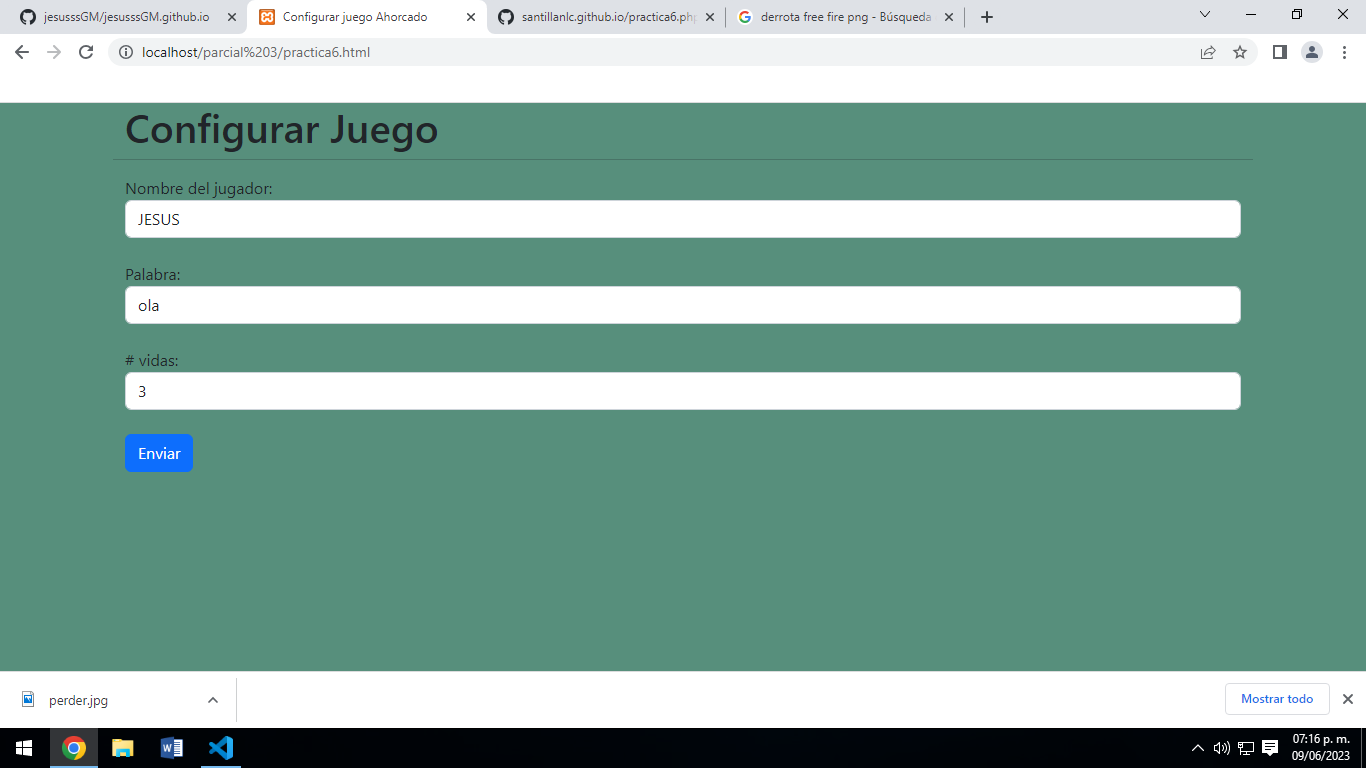 jesusssGM/jesusssGM.github.io
Configurar juego Ahorcado
santillanlc.github.io/practica6.php
derrota free fire png - Búsqueda
localhost/parcial%203/practica6.html
Configurar Juego
Nombre del jugador:
JESUS
Palabra:
ola
# vidas:
3
Enviar
perder.jpg
Mostrar todo
07:16 p. m.
09/06/2023